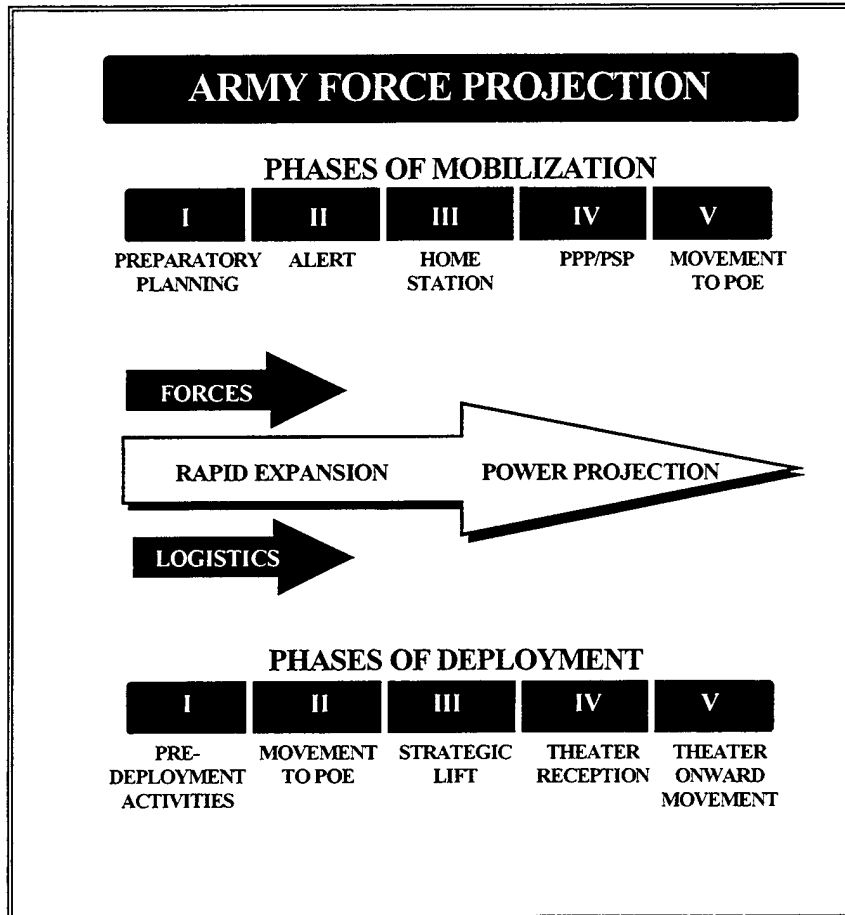 ARMY FORCE PROJECTION
PHASES OF MOBILIZATION
I II III IV V
PREPARATORY ALERT HOME PPP/PSP MOVEMENT
PLANNING STATION TO POE
FORCES
RAPID EXPANSION POWER PROJECTION
LOGISTICS
PHASES OF DEPLOYMENT
I II III IV V
PRE- MOVEMENT STRATEGIC THEATER THEATER
DEPLOYMENT TO POE LIFT RECEPTION ONWARD
ACTIVITIES MOVEMENT